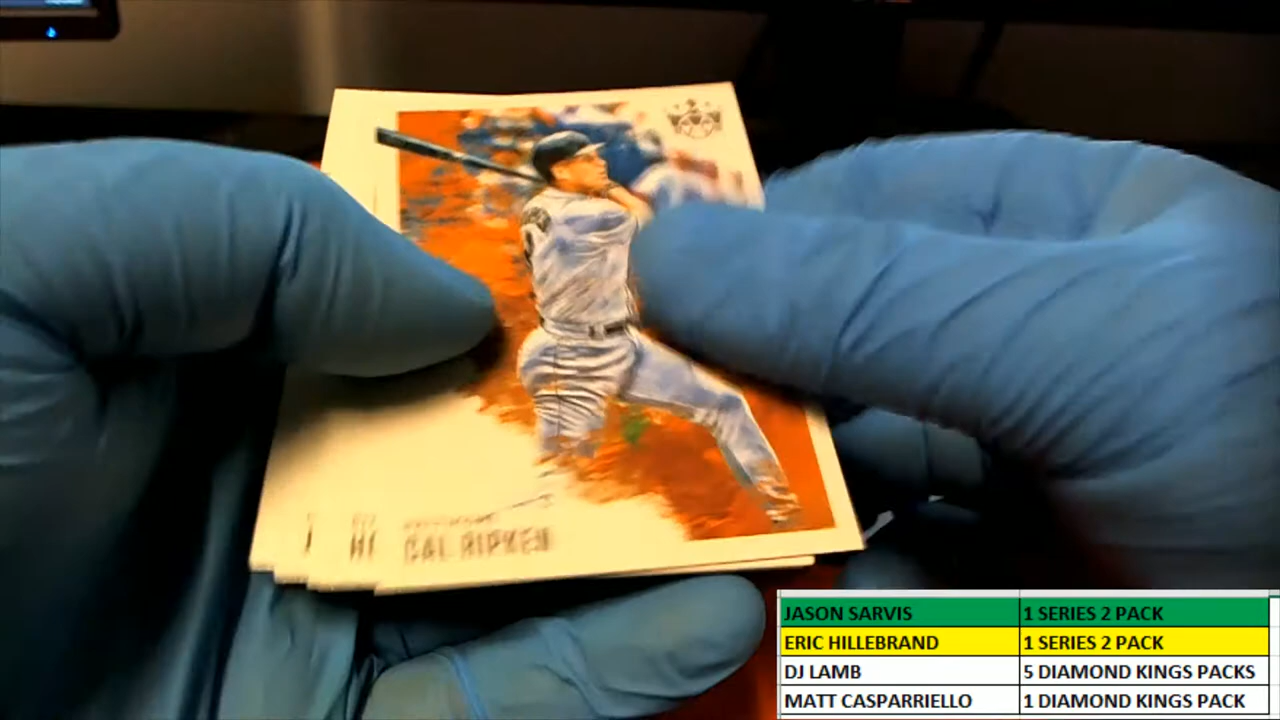 CAL RIPKEN
JASON SARVIS 1 SERIES 2 PACK
ERIC HILLEBRAND 1 SERIES 2 PACK
DJ LAMB 5 DIAMOND KINGS PACKS
MATT CASPARRIELLO 1 DIAMOND KINGS PACK